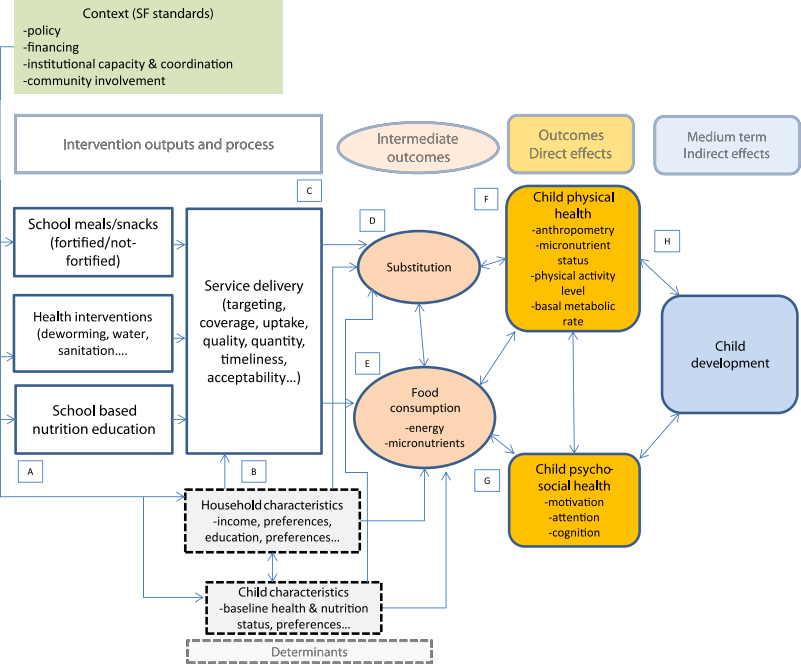 Context (SF standards)
-policy
-financing
-institutional capacity & coordination
-community involvement
Intervention outputs and process
Intermediate
outcomes
Outcomes
Direct effects
Medium term
Indirect effects
C
D
F
H
School meals/snacks
(fortified/not-
fortified)
Health interventions
(deworming, water,
sanitation....
School based
nutrition education
Service delivery
(targeting,
coverage, uptake,
quality, quantity,
timeliness,
acceptability...)
Substitution
E
Food
consumption
-energy
-micronutrients
Child physical
health
-anthropometry
-micronutrient
status
-physical activity
level
-basal metabolic
rate
Child
development
A
B
G
Child psycho-
social health
-motivation
-attention
-cognition
Household characteristics
-income, preferences,
education, preferences...
Child characteristics
-baseline health & nutrition
status, preferences...
Determinants